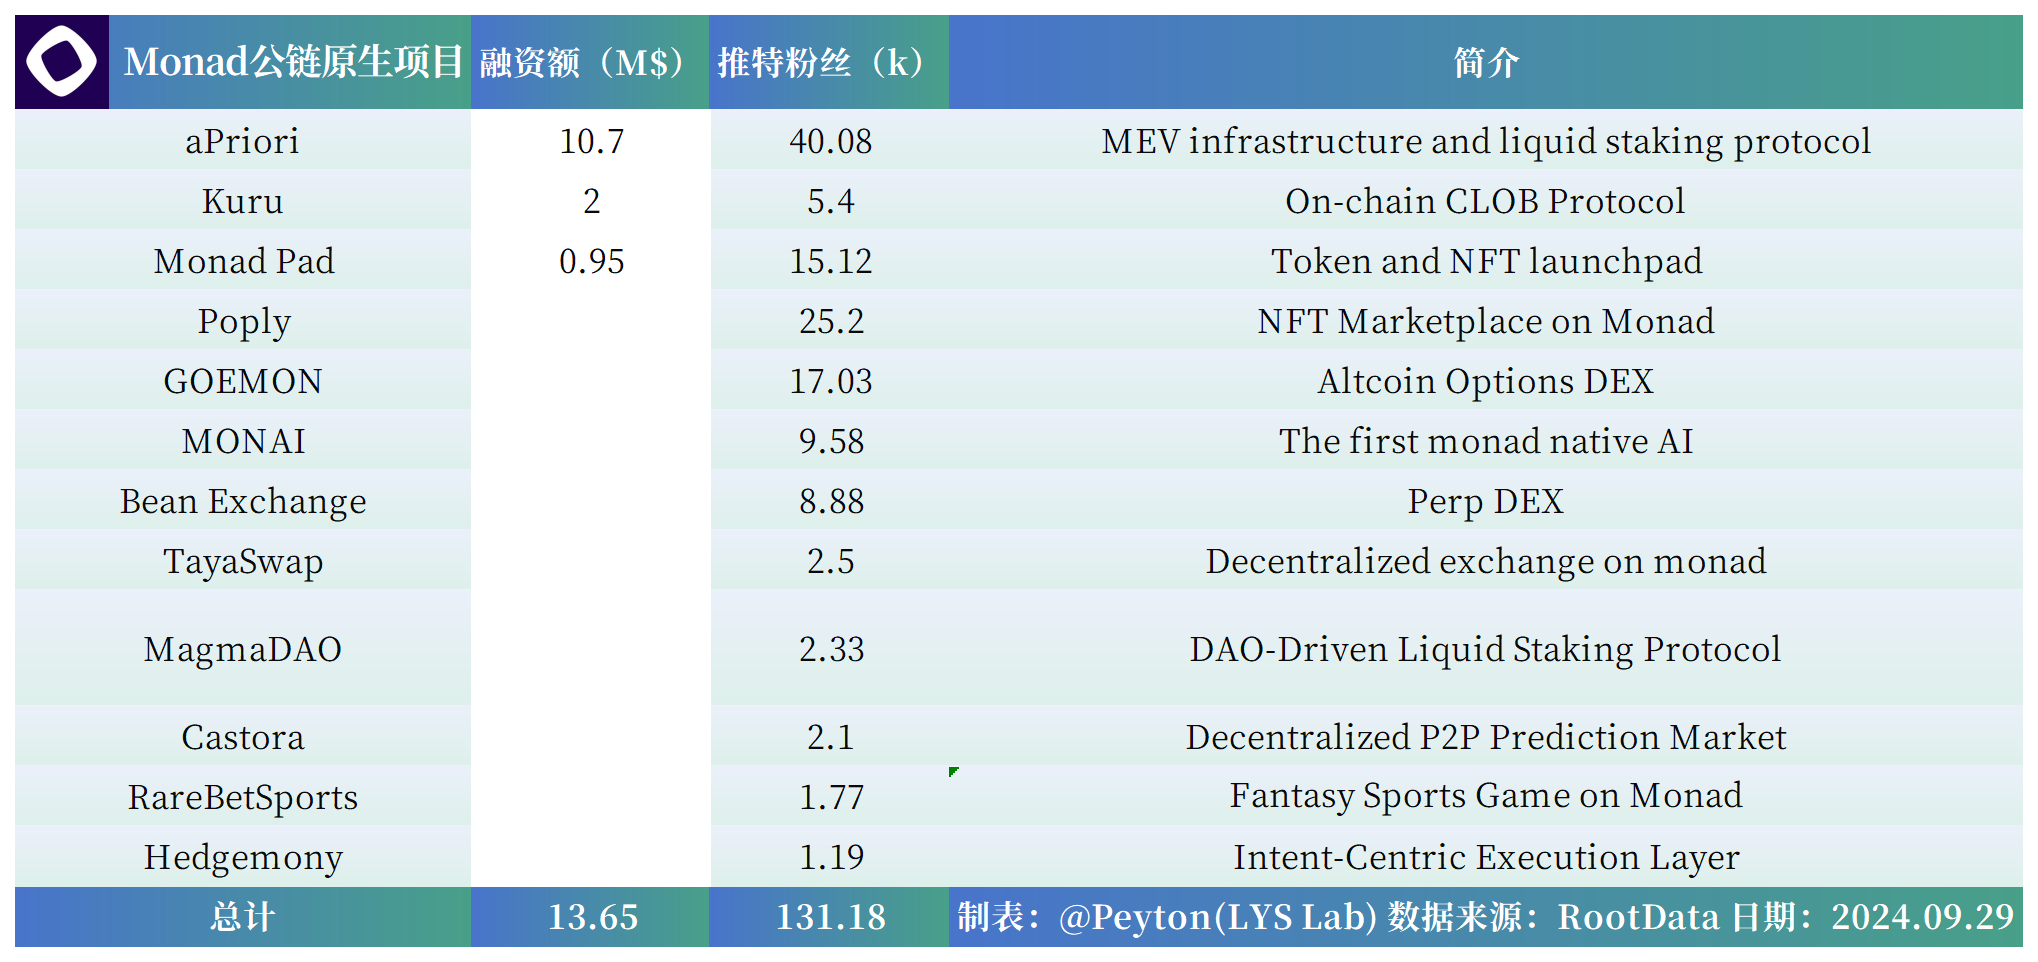 Monad公链原生项目 融资额（M$） 推特粉丝（k） 简介
aPriori 10.7 40.08 MEV infrastructure and liquid staking protocol
Kuru 2 5.4 On-chain CLOB Protocol
Monad Pad 0.95 15.12 Token and NFT launchpad
Poply 25.2 NFT Marketplace on Monad
GOEMON 17.03 Altcoin Options DEX
MONAI 9.58 The first monad native AI
Bean Exchange 8.88 Perp DEX
TayaSwap 2.5 Decentralized exchange on monad
MagmaDAO 2.33 DAO-Driven Liquid Staking Protocol
Castora 2.1 Decentralized P2P Prediction Market
RareBetSports 1.77 Fantasy Sports Game on Monad
Hedgemony 1.19 Intent-Centric Execution Layer
总计 13.65 131.18 制表：@Peyton(LYS Lab) 数据来源：RootData 日期：2024.09.29